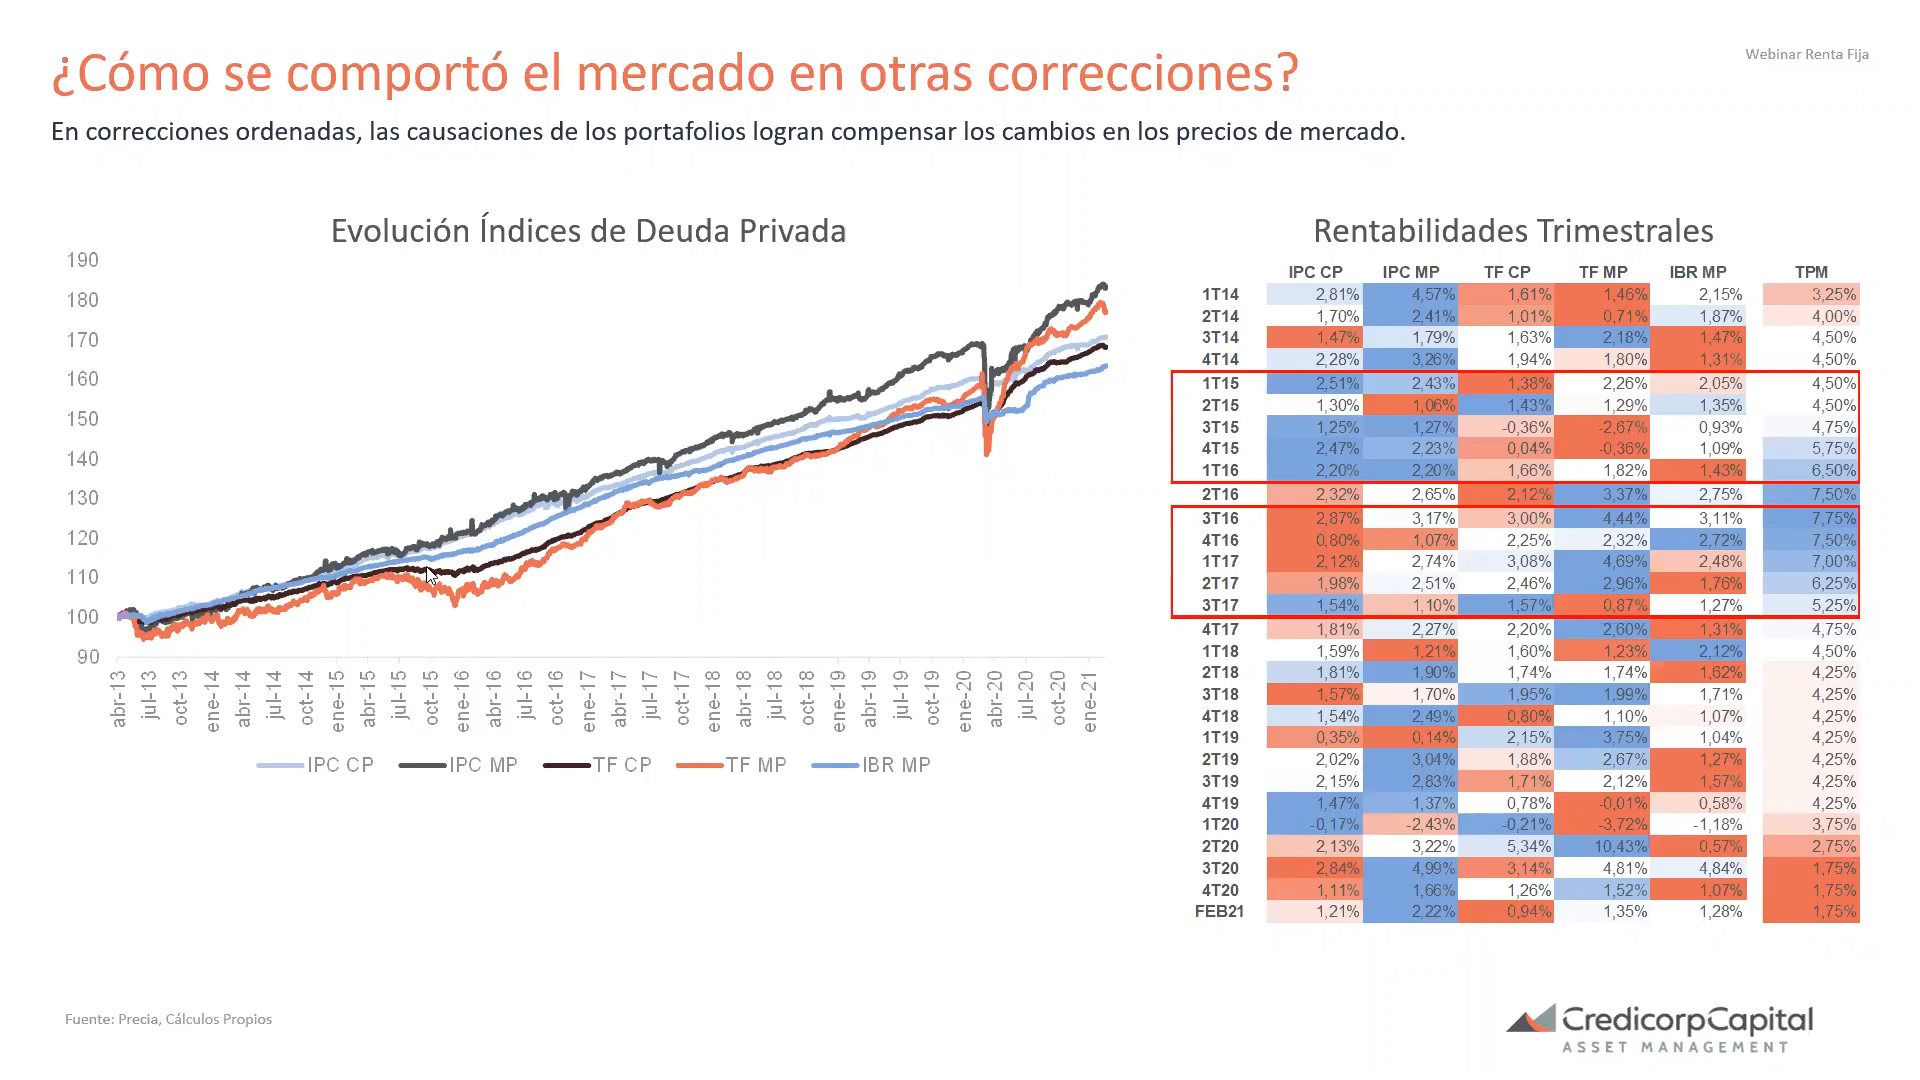 ¿Cómo se comportó el mercado en otras correcciones?
Webinar Renta Fija
En correcciones ordenadas, las causaciones de los portafolios logran compensar los cambios en los precios de mercado.
Evolución Índices de Deuda Privada
190
180
170
160
150
140
130
120
110
100
90
abr-13 jul-13 oct-13 ene-14 abr-14 jul-14 oct-14 ene-15 abr-15 jul-15 oct-15 ene-16 abr-16 jul-16 oct-16 ene-17 abr-17 jul-17 oct-17 ene-18 abr-18 jul-18 oct-18 ene-19 abr-19 jul-19 oct-19 ene-20 abr-20 jul-20 oct-20 ene-21
IPC CP IPC MP TF CP TF MP IBR MP
Rentabilidades Trimestrales
IPC CP IPC MP TF CP TF MP IBR MP TPM
1T14 2,81% 4,57% 1,61% 1,46% 2,15% 3,25%
2T14 1,70% 2,41% 1,01% 0,71% 1,87% 4,00%
3T14 1,47% 1,79% 1,63% 2,18% 1,47% 4,50%
4T14 2,28% 3,26% 1,94% 1,80% 1,31% 4,50%
1T15 2,51% 2,43% 1,38% 2,26% 2,05% 4,50%
2T15 1,30% 1,06% 1,43% 1,29% 1,35% 4,50%
3T15 1,25% 1,27% -0,36% -2,67% 0,93% 4,75%
4T15 2,47% 2,23% 0,04% -0,36% 1,09% 5,75%
1T16 2,20% 2,20% 1,66% 1,82% 1,43% 6,50%
2T16 2,32% 2,65% 2,12% 3,37% 2,75% 7,50%
3T16 2,87% 3,17% 3,00% 4,44% 3,11% 7,75%
4T16 0,80% 1,07% 2,25% 2,32% 2,72% 7,50%
1T17 2,12% 2,74% 3,08% 4,69% 2,48% 7,00%
2T17 1,98% 2,51% 2,46% 2,96% 1,76% 6,25%
3T17 1,54% 1,10% 1,57% 0,87% 1,27% 5,25%
4T17 1,81% 2,27% 2,20% 2,60% 1,31% 4,75%
1T18 1,59% 1,21% 1,60% 1,23% 2,12% 4,50%
2T18 1,81% 1,90% 1,74% 1,74% 1,62% 4,25%
3T18 1,57% 1,70% 1,95% 1,99% 1,71% 4,25%
4T18 1,54% 2,49% 0,80% 1,10% 1,07% 4,25%
1T19 0,35% 0,14% 2,15% 3,75% 1,04% 4,25%
2T19 2,02% 3,04% 1,88% 2,67% 1,27% 4,25%
3T19 2,15% 2,83% 1,71% 2,12% 1,57% 4,25%
4T19 1,47% 1,37% 0,78% -0,01% 0,58% 4,25%
1T20 -0,17% -2,43% -0,21% -3,72% -1,18% 3,75%
2T20 2,13% 3,22% 5,34% 10,43% 0,57% 2,75%
3T20 2,84% 4,99% 3,14% 4,81% 4,84% 1,75%
4T20 1,11% 1,66% 1,26% 1,52% 1,07% 1,75%
FEB21 1,21% 2,22% 0,94% 1,35% 1,28% 1,75%
Fuente: Precia, Cálculos Propios
CredicorpCapital
ASSET MANAGEMENT